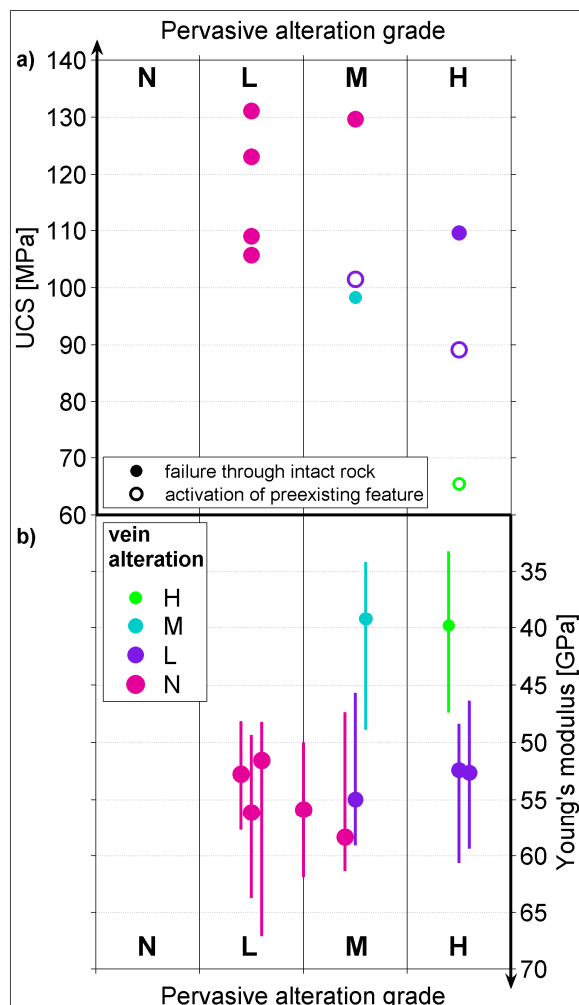 Pervasive alteration grade
a)
N L M H
140
130
120
110
100
90
80
70
60
UCS [MPa]
failure through intact rock
activation of preexisting feature
b)
vein
alteration
H
M
L
N
35
40
45
50
55
60
65
70
Young's modulus [GPa]
N L M H
Pervasive alteration grade